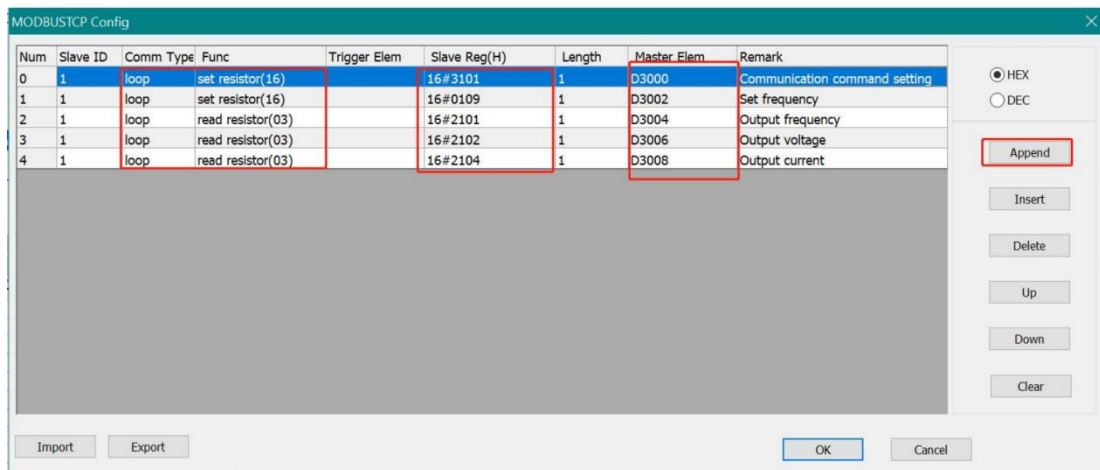 MODBUSTCP Config
Num Slave ID Comm Type Func Trigger Elem Slave Reg(H) Length Master Elem Remark
0 1 loop set resistor(16) 16#3101 1 D3000 Communication command setting
1 1 loop set resistor(16) 16#0109 1 D3002 Set frequency
2 1 loop read resistor(03) 16#2101 1 D3004 Output frequency
3 1 loop read resistor(03) 16#2102 1 D3006 Output voltage
4 1 loop read resistor(03) 16#2104 1 D3008 Output current
HEX
DEC
Append
Insert
Delete
Up
Down
Clear
Import Export OK Cancel